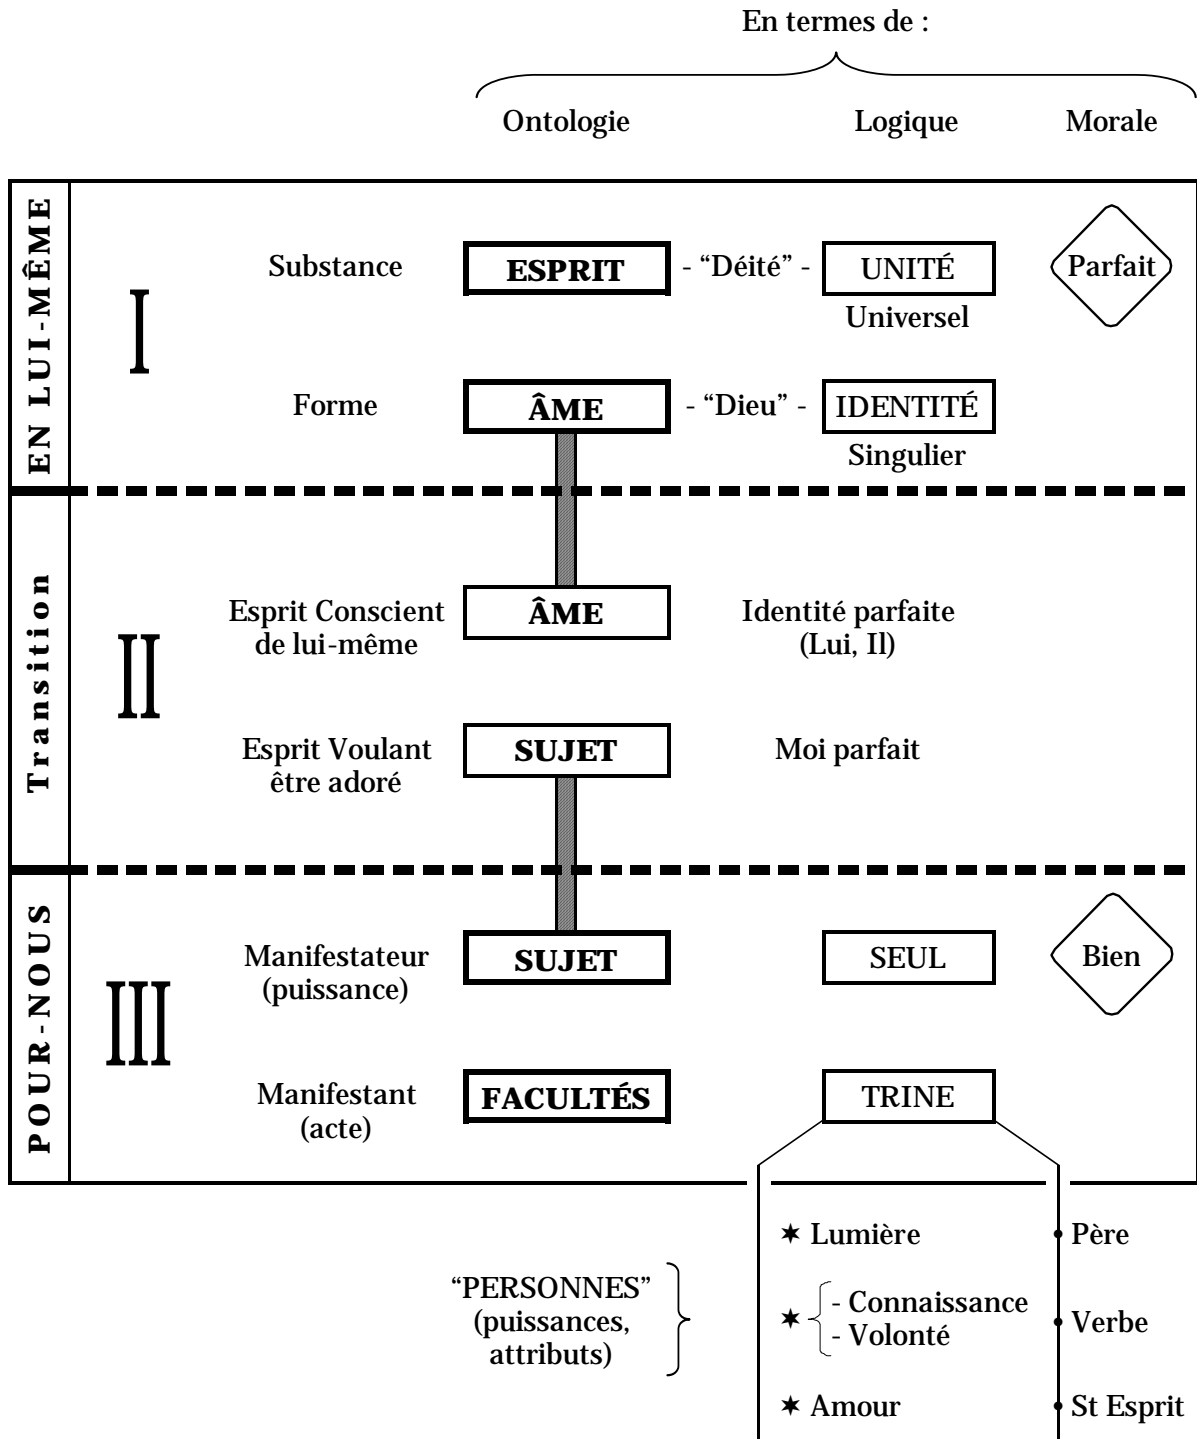 En termes de :
Ontologie Logique Morale
EN LUI-MÊME
I
Substance ESPRIT - “Déité” - UNITÉ Parfait
Universel
Forme ÂME - “Dieu” - IDENTITÉ
Singulier
Transition
II
Esprit Conscient ÂME Identité parfaite
de lui-même (Lui, Il)
Esprit Voulant SUJET Moi parfait
être adoré
POUR-NOUS
III
Manifestateur SUJET SEUL Bien
(puissance)
Manifestant FACULTÉS TRINE
(acte)
“PERSONNES”
(puissances,
attributs)
★ Lumière • Père
★ - Connaissance • Verbe
- Volonté
★ Amour • St Esprit